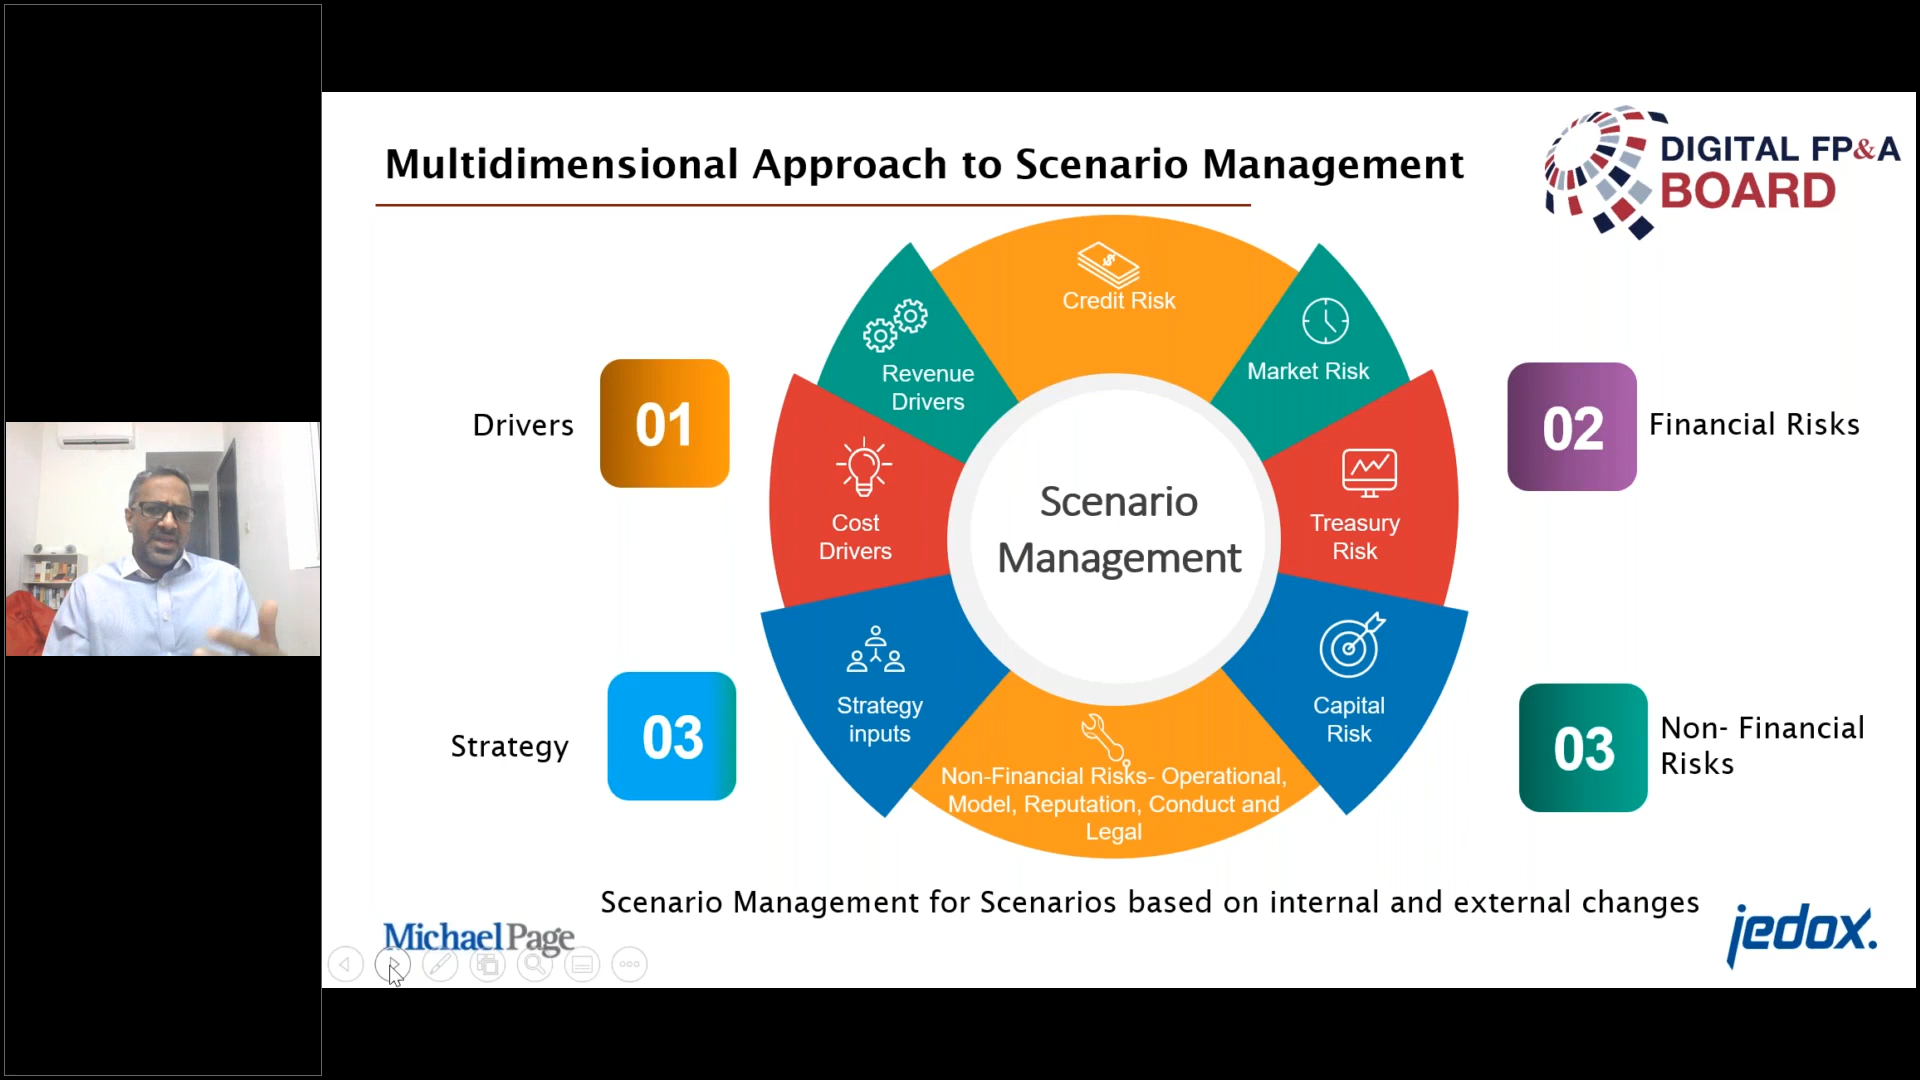 Multidimensional Approach to Scenario Management
DIGITAL FP&A
BOARD
Credit Risk
Revenue
Drivers
Market Risk
Drivers
01
02
Financial Risks
Cost
Drivers
Scenario
Management
Treasury
Risk
Strategy
inputs
Capital
Risk
Strategy
03
03
Non- Financial
Risks
Non-Financial Risks- Operational,
Model, Reputation, Conduct and
Legal
Scenario Management for Scenarios based on internal and external changes
Michael Page
jedox.